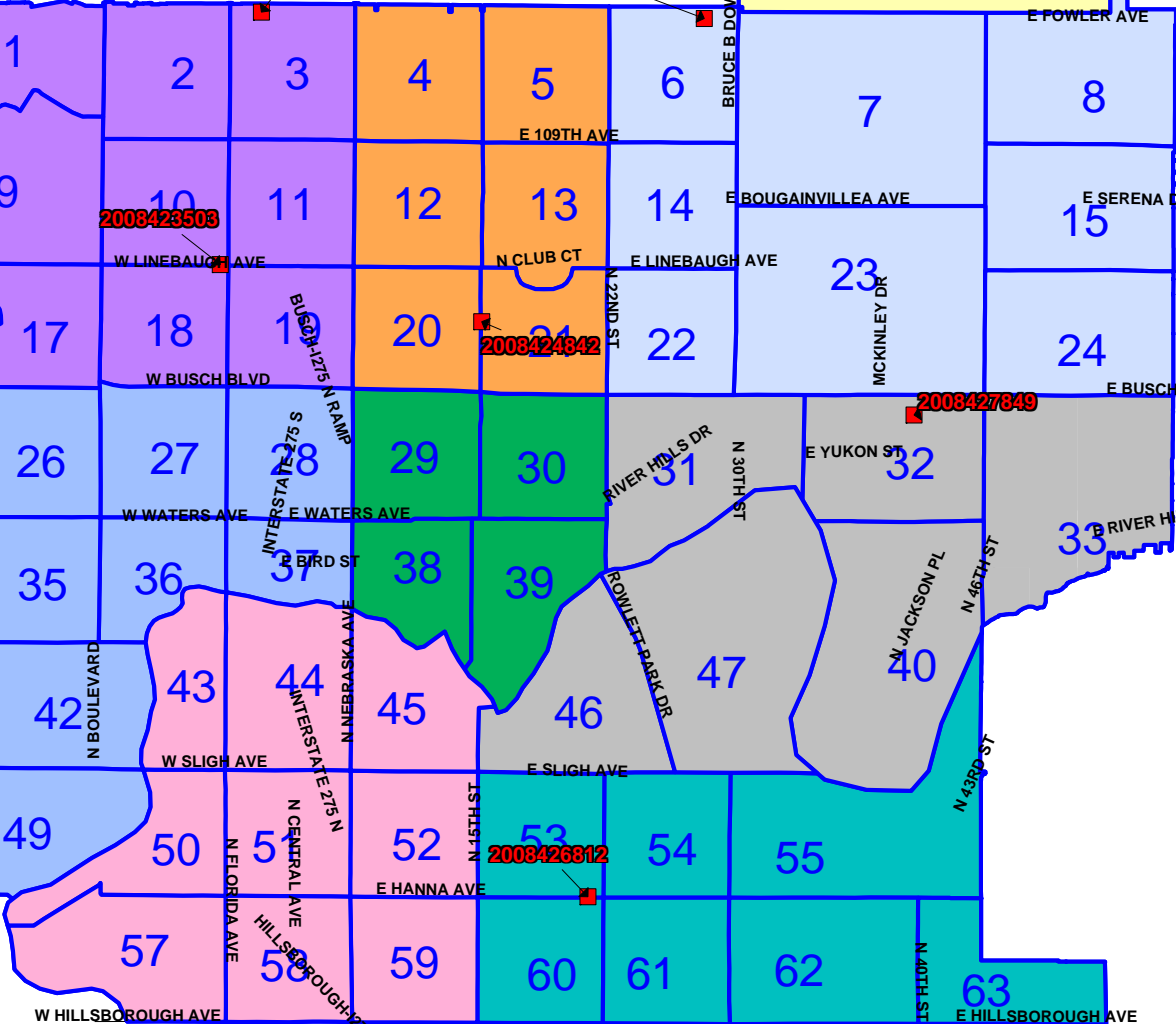 E FOWLER AVE
1
2
3
4
5
6
BRUCE B DOW
7
8
E 109TH AVE
9
10
2008423503
11
12
13
14
E BOUGAINVILLEA AVE
E SERENA D
15
W LINEBAUGH AVE
N CLUB CT
E LINEBAUGH AVE
N 22ND ST
23
MCKINLEY DR
17
18
19
BUSCH-I275 N RAMP
20
21
2008424842
22
24
W BUSCH BLVD
E BUSCH
2008427849
26
27
28
INTERSTATE 275 S
29
30
RIVER HILLS DR
31
N 30TH ST
E YUKON ST
32
W WATERS AVE
E WATERS AVE
33
E RIVER H
35
36
37
E BIRD ST
38
39
ROWLETT PARK DR
N JACKSON PL
N 46TH ST
40
42
N BOULEVARD
43
44
INTERSTATE 275 N
N NEBRASKA AVE
45
46
47
W SLIGH AVE
E SLIGH AVE
N 43RD ST
49
50
N FLORIDA AVE
51
N CENTRAL AVE
52
N 15TH ST
53
2008426812
54
55
E HANNA AVE
57
58
HILLSBOROUGH-I27
59
60
61
62
N 40TH ST
63
W HILLSBOROUGH AVE
E HILLSBOROUGH AVE